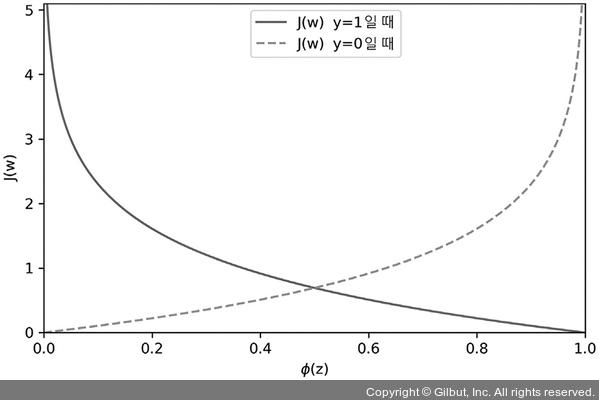 J(w) y=1일 때
J(w) y=0일 때
5
4
3
2
1
0
J(w)
0.0 0.2 0.4 0.6 0.8 1.0
ϕ(z)
Copyright © Gilbut, Inc. All rights reserved.